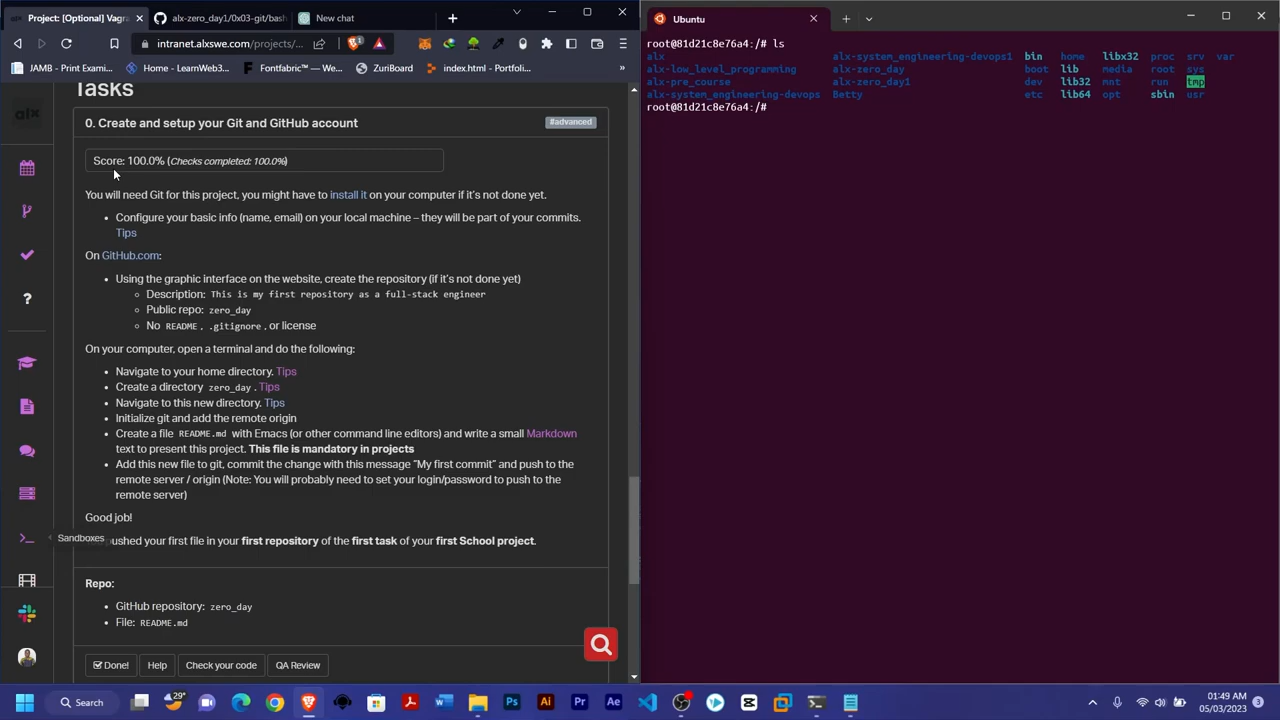 Project: [Optional] Vagr
alx-zero_day1/0x03-git/bash
New chat
intranet.alxswe.com/projects/...
JAMB - Print Exami...
Home - LearnWeb3...
Fontfabric™ — Worl...
ZunBoard
index.html - Portfoli...
Tasks
0. Create and setup your Git and GitHub account
#advanced
Score: 100.0% (Checks completed: 100.0%)
You will need Git for this project, you might have to install it on your computer if it's not done yet.
Configure your basic info (name, email) on your local machine – they will be part of your commits.
Tips
On GitHub.com:
Using the graphic interface on the website, create the repository (if it's not done yet)
Description: This is my first repository as a full-stack engineer
Public repo: zero_day
No README, .gitignore, or license
On your computer, open a terminal and do the following:
Navigate to your home directory. Tips
Create a directory zero_day. Tips
Navigate to this new directory. Tips
Initialize git and add the remote origin
Create a file README.md with Emacs (or other command line editors) and write a small Markdown
text to present this project. This file is mandatory in projects
Add this new file to git, commit the change with this message “My first commit” and push to the
remote server / origin (Note: You will probably need to set your login/password to push to the
remote server)
Good job!
Sandboxes
pushed your first file in your first repository of the first task of your first School project.
Repo:
GitHub repository: zero_day
File: README.md
Done!
Help
Check your code
QA Review
Ubuntu
root@81d21c8e76a4:/# ls
alx alx-system_engineering-devops1 bin home libx32 proc srv var
alx-low_level_programming alx-zero_day boot lib media root sys
alx-pre_course alx-zero_day1 dev lib32 mnt run tmp
alx-system_engineering-devops Betty etc lib64 opt sbin usr
root@81d21c8e76a4:/#
Search
29°
01:49 AM
05/03/2023